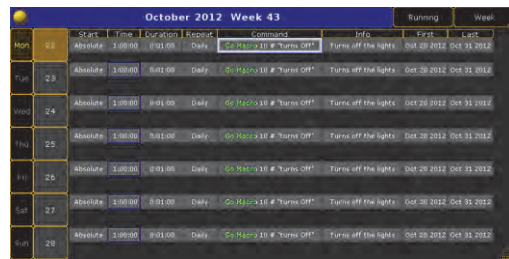 October 2012 Week 43 Running Week
Start Time Duration Repeat Command Info First Last
Mon 22 Absolute 1:00:00 0:01:00 Daily Go Macro 10 # "turns Off" Turns off the lights Oct 20 2012 Oct 31 2012
Tue 23 Absolute 1:00:00 0:01:00 Daily Go Macro 10 # "turns Off" Turns off the lights Oct 20 2012 Oct 31 2012
Wed 24 Absolute 1:00:00 0:01:00 Daily Go Macro 10 # "turns Off" Turns off the lights Oct 20 2012 Oct 31 2012
Thu 25 Absolute 1:00:00 0:01:00 Daily Go Macro 10 # "turns Off" Turns off the lights Oct 20 2012 Oct 31 2012
Fri 26 Absolute 1:00:00 0:01:00 Daily Go Macro 10 # "turns Off" Turns off the lights Oct 20 2012 Oct 31 2012
Sat 27 Absolute 1:00:00 0:01:00 Daily Go Macro 10 # "turns Off" Turns off the lights Oct 20 2012 Oct 31 2012
Sun 28 Absolute 1:00:00 0:01:00 Daily Go Macro 10 # "turns Off" Turns off the lights Oct 20 2012 Oct 31 2012